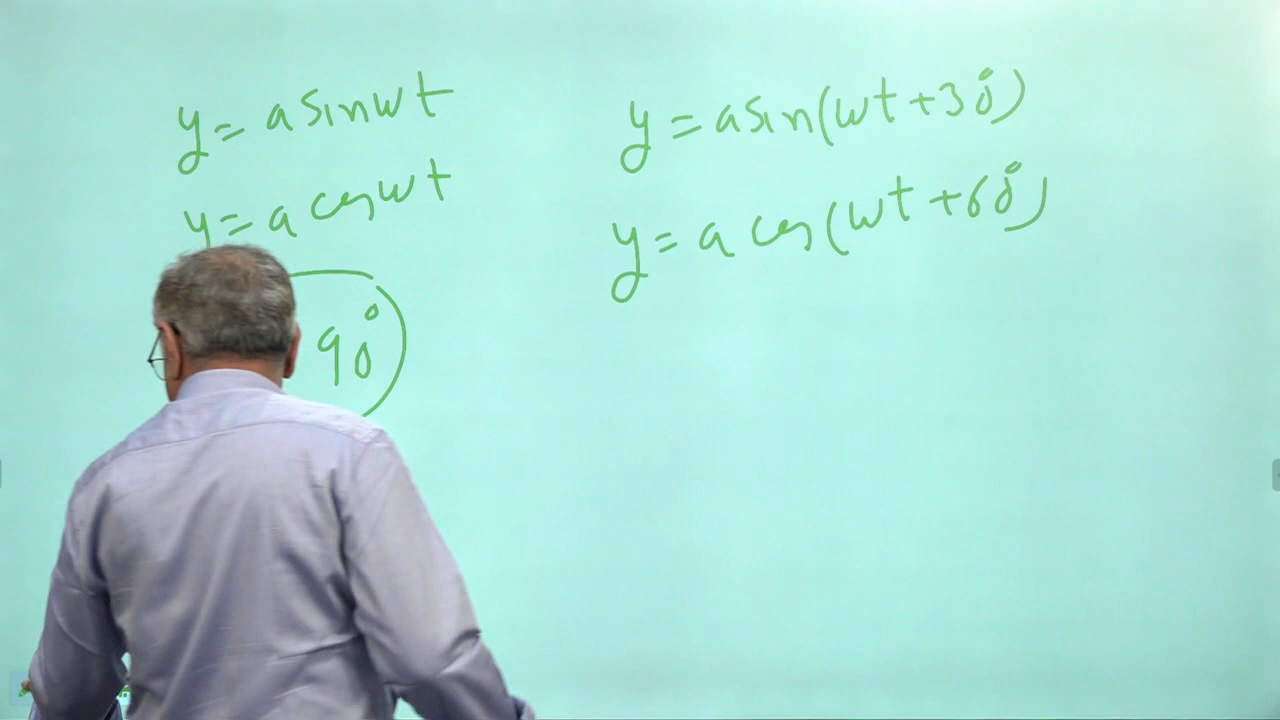 y = a sin wt
y = a cos wt
90°
y = a sin(wt + 30°)
y = a cos(wt + 60°)